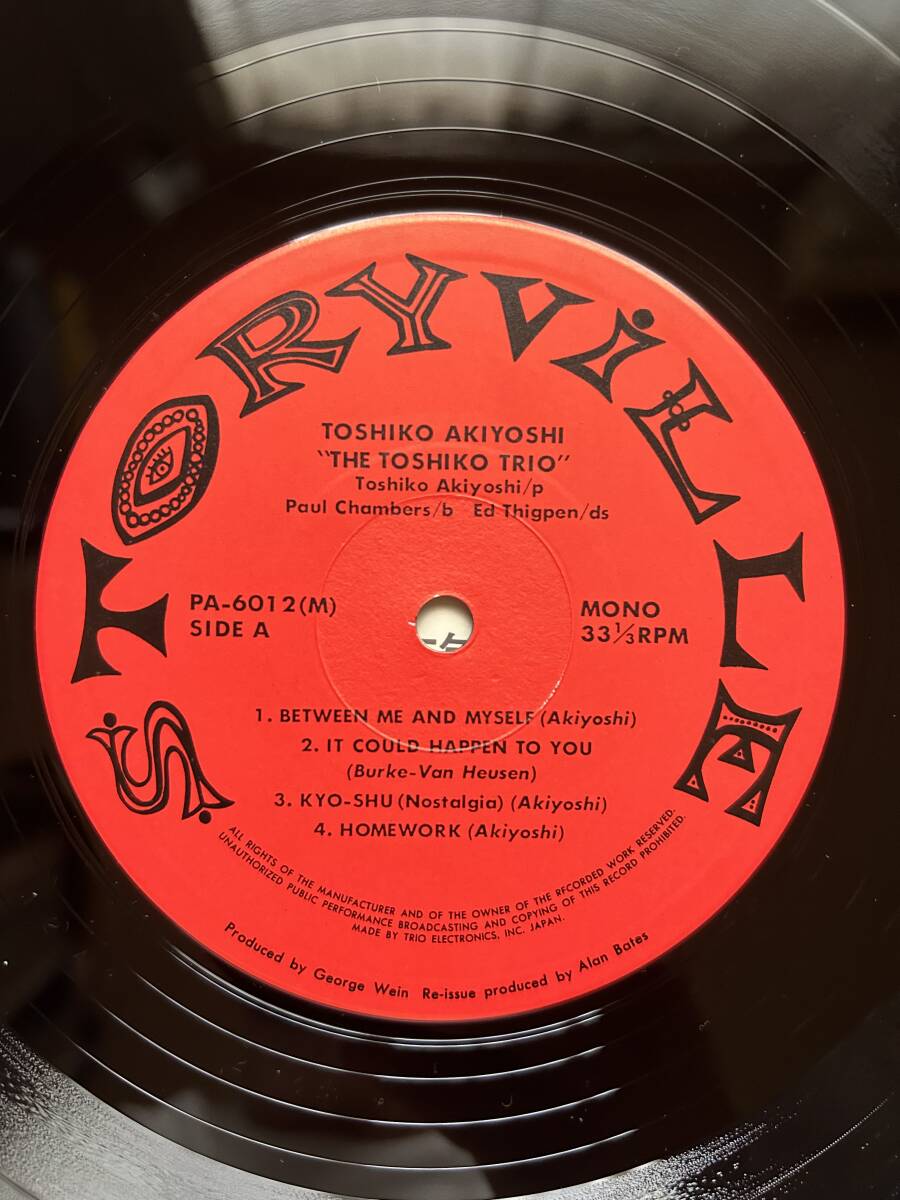 STORYVILLE
TOSHIKO AKIYOSHI
"THE TOSHIKO TRIO"
Toshiko Akiyoshi/p
Paul Chambers/b Ed Thigpen/ds
PA-6012(M)
SIDE A
MONO
33⅓RPM
1. BETWEEN ME AND MYSELF (Akiyoshi)
2. IT COULD HAPPEN TO YOU
(Burke-Van Heusen)
3. KYO-SHU (Nostalgia) (Akiyoshi)
4. HOMEWORK (Akiyoshi)
ALL RIGHTS OF THE MANUFACTURER AND OF THE OWNER OF THE RFCORDED WORK RESERVED.
UNAUTHORIZED PUBLIC PERFORMANCE BROADCASTING AND COPYING OF THIS RECORD PROHIBITED.
MADE BY TRIO ELECTRONICS, INC. JAPAN.
Produced by George Wein Re-issue produced by Alan Bates